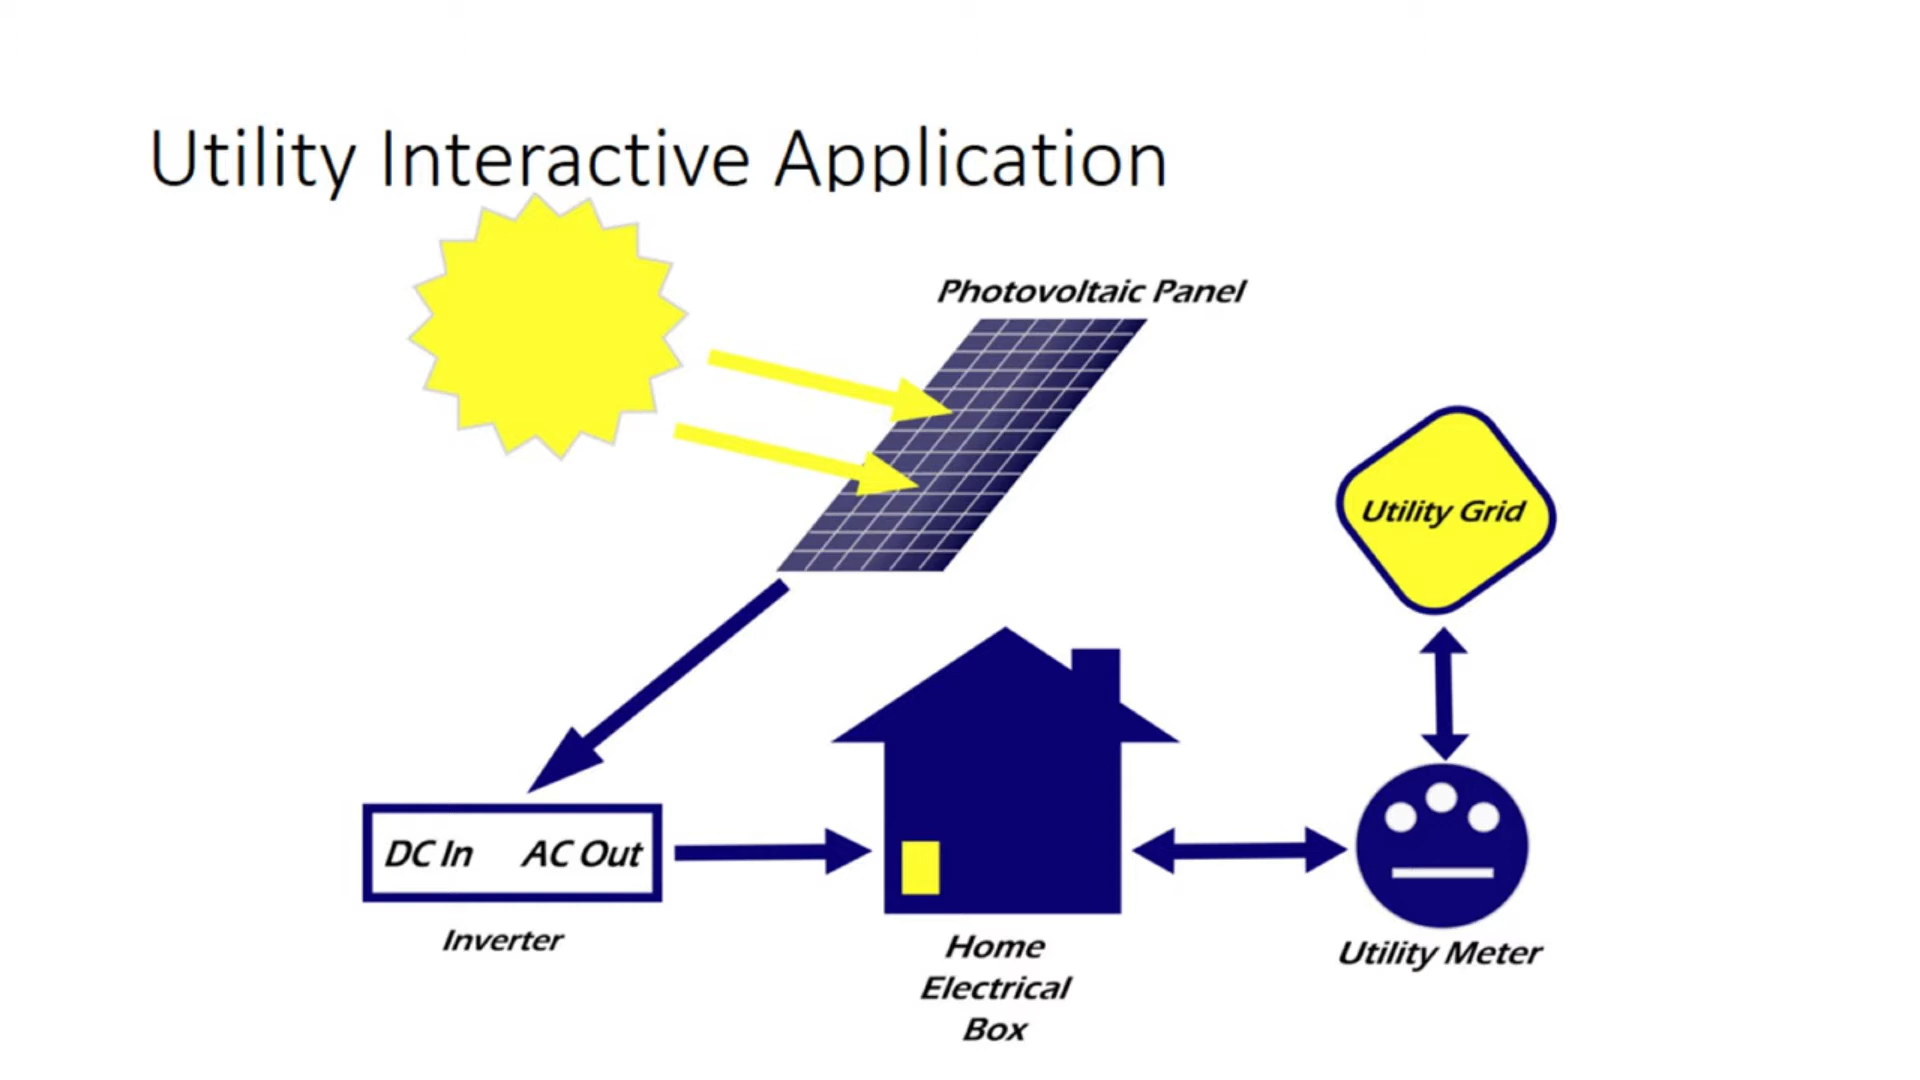 Utility Interactive Application
Photovoltaic Panel
Utility Grid
DC In AC Out
Inverter
Home
Electrical
Box
Utility Meter